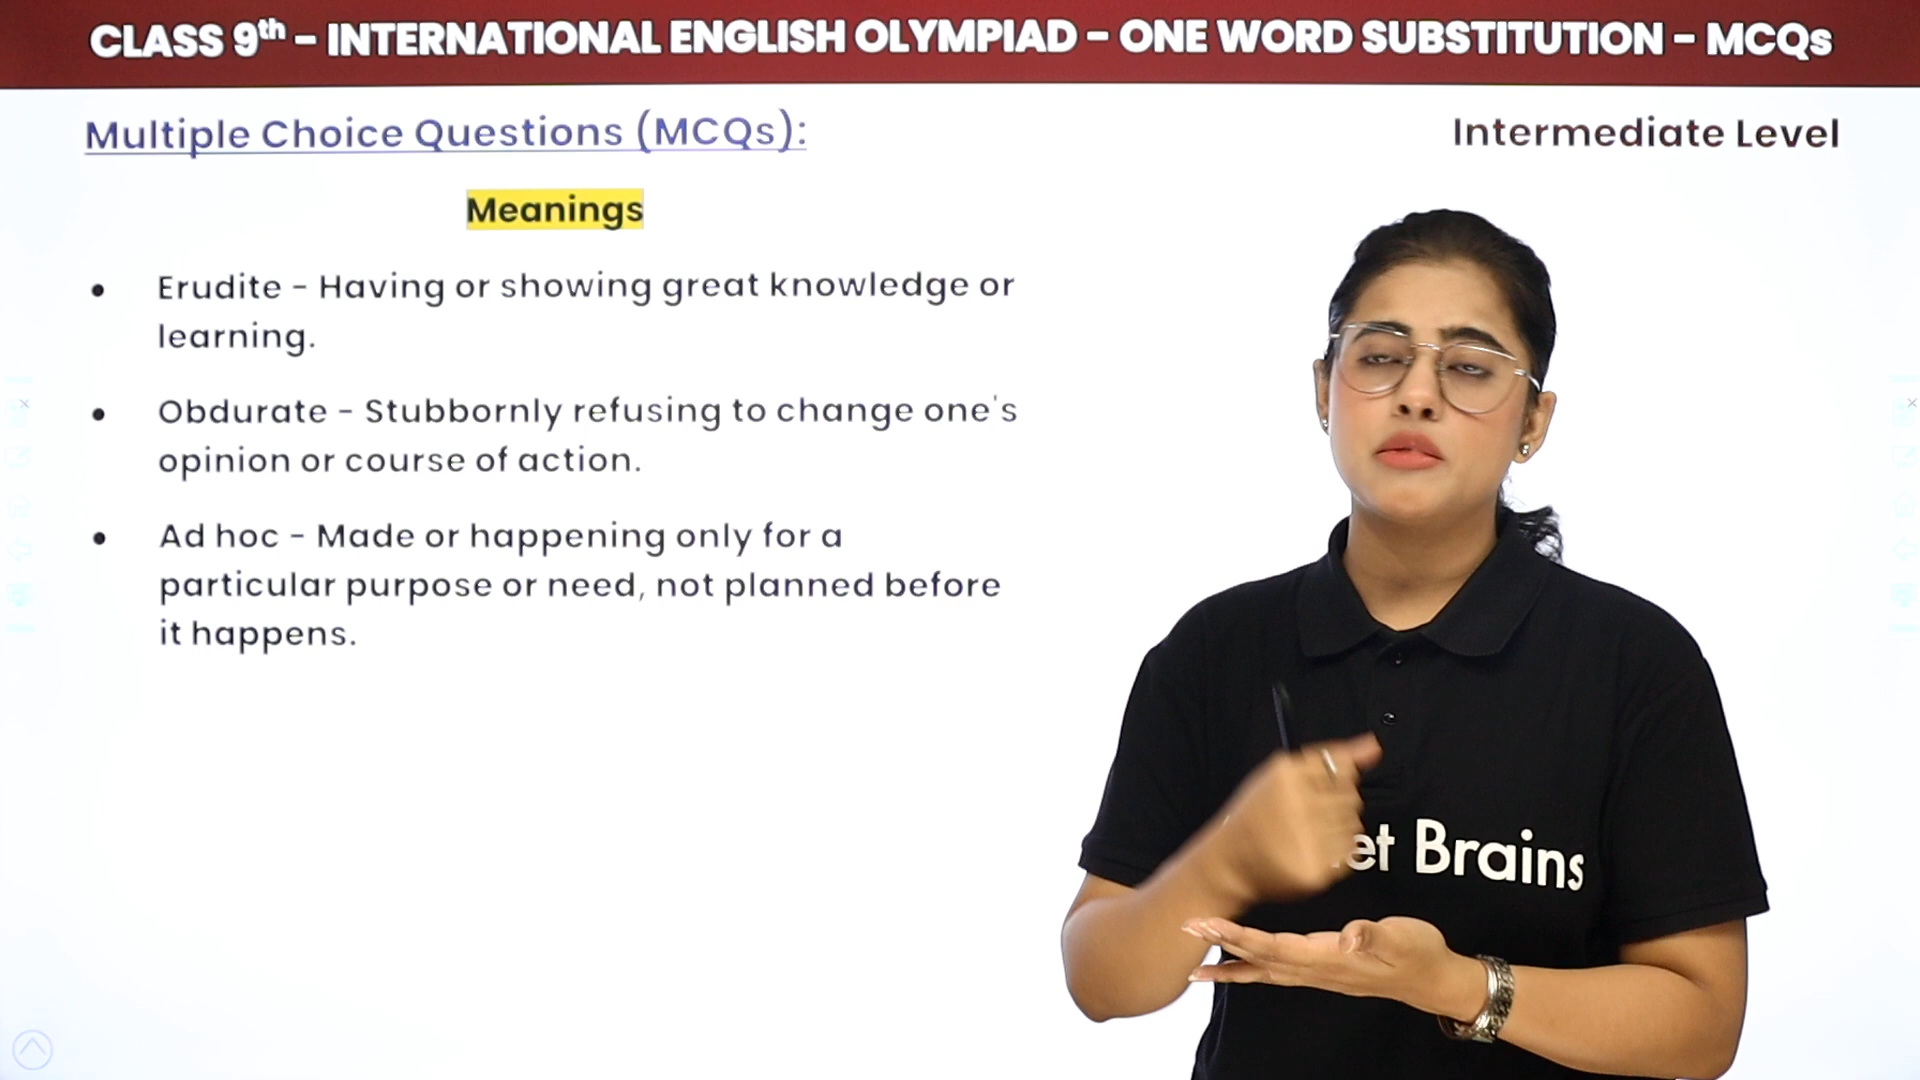 CLASS 9th - INTERNATIONAL ENGLISH OLYMPIAD - ONE WORD SUBSTITUTION - MCQs
Multiple Choice Questions (MCQs):
Intermediate Level
Meanings
• Erudite - Having or showing great knowledge or
learning.
• Obdurate - Stubbornly refusing to change one's
opinion or course of action.
• Ad hoc - Made or happening only for a
particular purpose or need, not planned before
it happens.
Brains